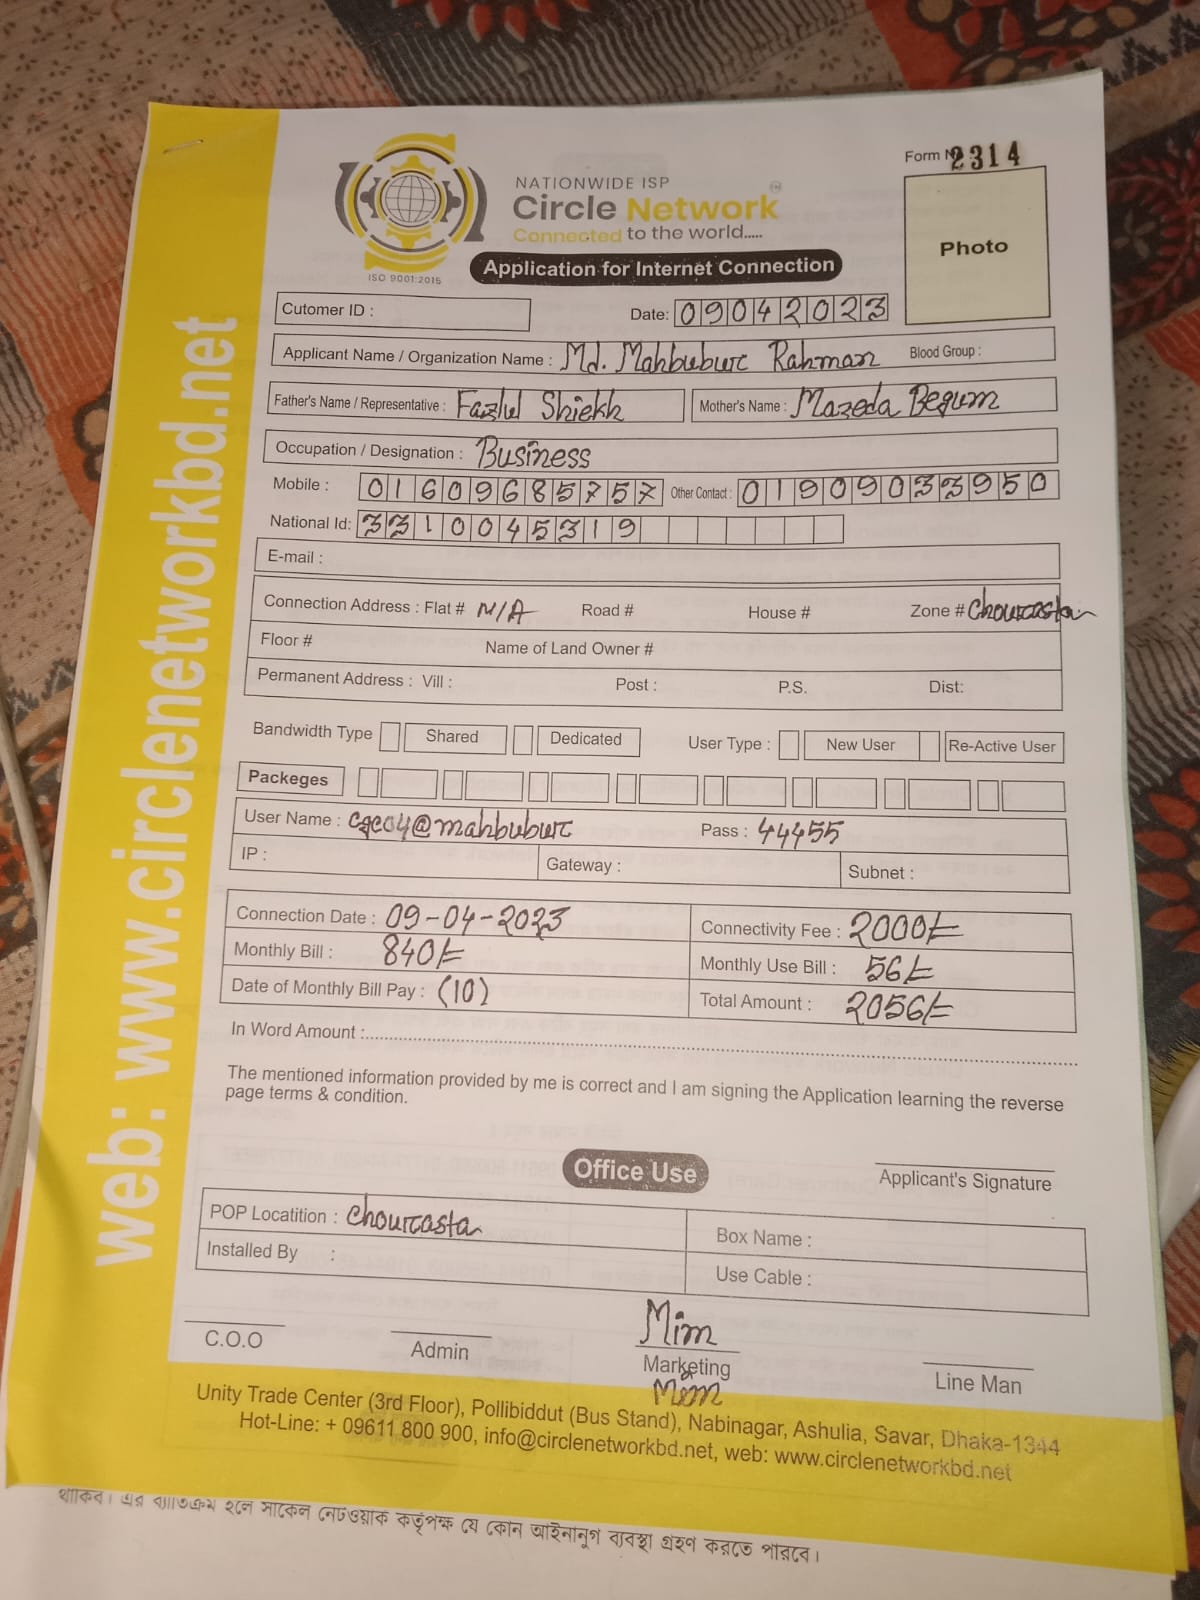 Form N 2314
NATIONWIDE ISP
Circle Network
Connected to the world.....
ISO 9001:2015
Photo
Application for Internet Connection
Cutomer ID :
Date: 09042023
Applicant Name / Organization Name : Md. Mahbubur Rahman Blood Group :
Father's Name / Representative : Fazlul Shiekh Mother's Name : Mazeda Begum
Occupation / Designation : Business
Mobile : 01609685757 Other Contact : 01909033950
National Id: 3310045319
E-mail :
Connection Address : Flat # N/A Road # House # Zone # Chourasta
Floor # Name of Land Owner #
Permanent Address : Vill : Post : P.S. Dist:
Bandwidth Type Shared Dedicated User Type : New User Re-Active User
Packeges
User Name : @mahbubur Pass : 44455
IP : Gateway : Subnet :
Connection Date : 09-04-2023 Connectivity Fee : 2000/=
Monthly Bill : 840/= Monthly Use Bill : 56/=
Date of Monthly Bill Pay : (10) Total Amount : 2056/=
In Word Amount :
The mentioned information provided by me is correct and I am signing the Application learning the reverse
page terms & condition.
Office Use
Applicant's Signature
POP Locatition : Chourasta Box Name :
Installed By : Use Cable :
Mim
C.O.O Admin Marketing Line Man
Unity Trade Center (3rd Floor), Pollibiddut (Bus Stand), Nabinagar, Ashulia, Savar, Dhaka-1344
Hot-Line: + 09611 800 900, info@circlenetworkbd.net, web: www.circlenetworkbd.net
web: www.circlenetworkbd.net
থাকিব। এর ব্যতিক্রম হলে সার্কেল নেটওয়ার্ক কর্তৃপক্ষ যে কোন আইনানুগ ব্যবস্থা গ্রহণ করতে পারবে।